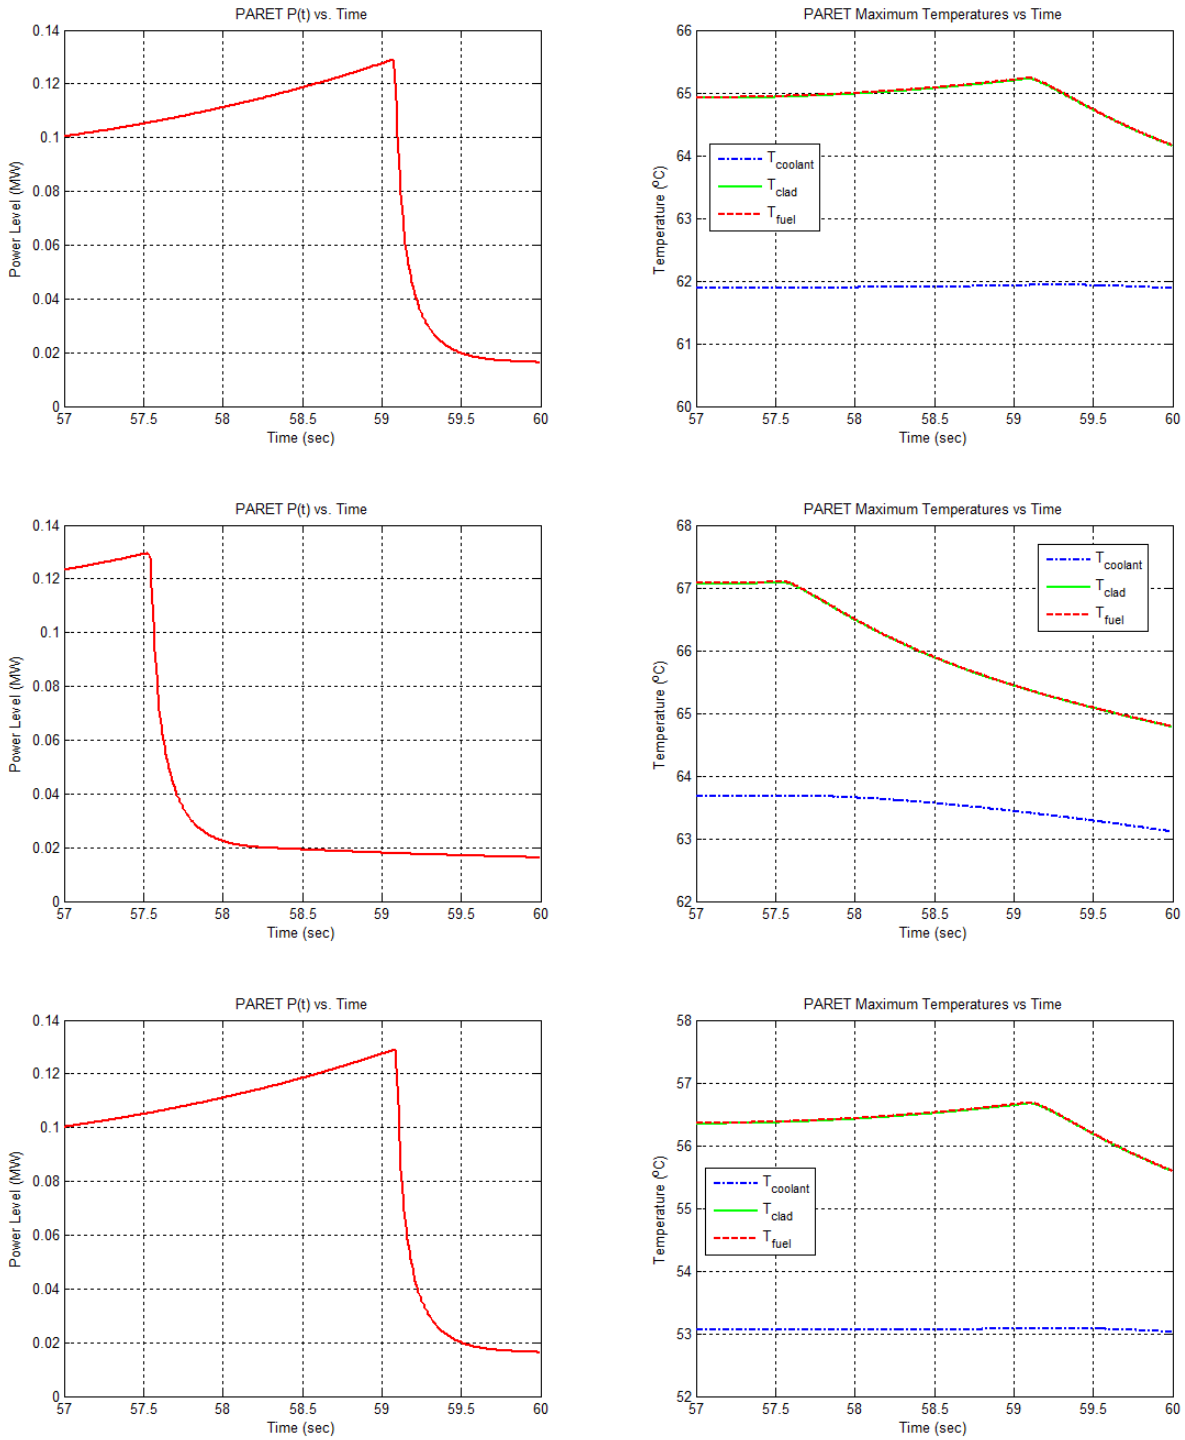 PARET P(t) vs. Time
0.14
0.12
0.1
0.08
0.06
0.04
0.02
0
Power Level (MW)
57 57.5 58 58.5 59 59.5 60
Time (sec)
PARET Maximum Temperatures vs Time
66
65
64
63
62
61
60
Temperature (ºC)
T coolant
T clad
T fuel
57 57.5 58 58.5 59 59.5 60
Time (sec)
PARET P(t) vs. Time
0.14
0.12
0.1
0.08
0.06
0.04
0.02
0
Power Level (MW)
57 57.5 58 58.5 59 59.5 60
Time (sec)
PARET Maximum Temperatures vs Time
68
67
66
65
64
63
62
Temperature (ºC)
T coolant
T clad
T fuel
57 57.5 58 58.5 59 59.5 60
Time (sec)
PARET P(t) vs. Time
0.14
0.12
0.1
0.08
0.06
0.04
0.02
0
Power Level (MW)
57 57.5 58 58.5 59 59.5 60
Time (sec)
PARET Maximum Temperatures vs Time
58
57
56
55
54
53
52
Temperature (ºC)
T coolant
T clad
T fuel
57 57.5 58 58.5 59 59.5 60
Time (sec)